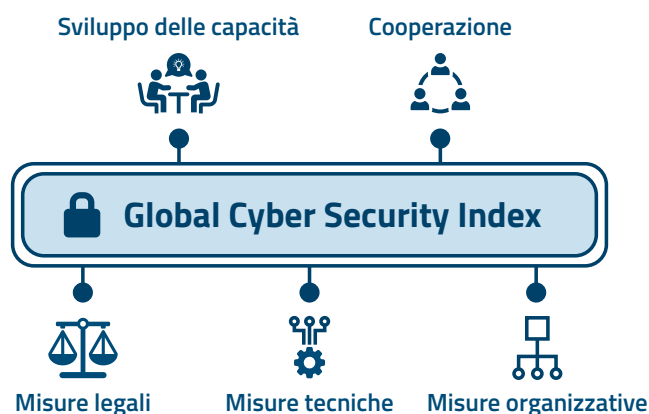 Sviluppo delle capacità
Cooperazione
Global Cyber Security Index
Misure legali
Misure tecniche
Misure organizzative